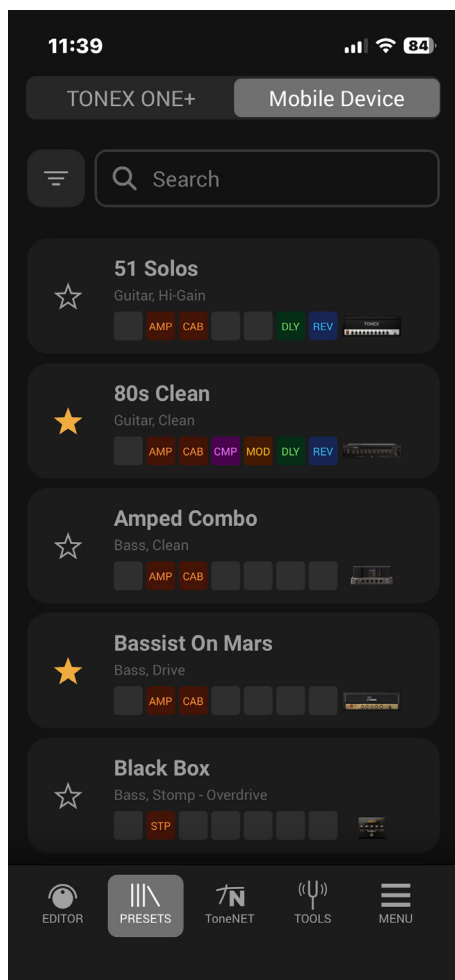 11:39
84
TONEX ONE+ Mobile Device
Search
51 Solos
Guitar, Hi-Gain
AMP CAB DLY REV
TONEX
80s Clean
Guitar, Clean
AMP CAB CMP MOD DLY REV
Amped Combo
Bass, Clean
AMP CAB
Bassist On Mars
Bass, Drive
AMP CAB
Black Box
Bass, Stomp - Overdrive
STP
EDITOR PRESETS ToneNET TOOLS MENU